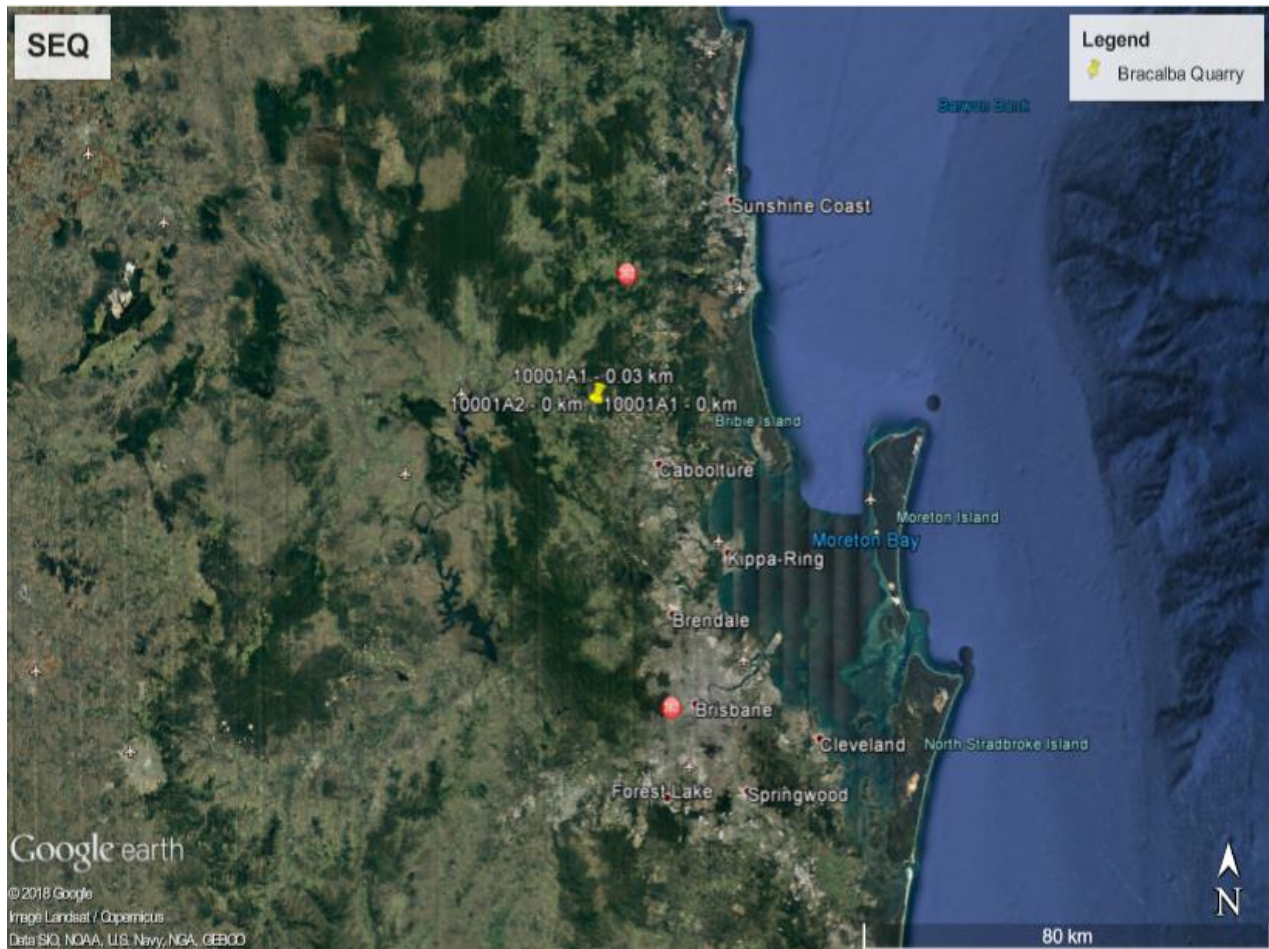 SEQ
Legend
Bracalba Quarry
Barwon Bank
Sunshine Coast
10001A1 - 0.03 km
10001A2 - 0 km
10001A1 - 0 km
Bribie Island
Caboolture
Moreton Island
Moreton Bay
Kippa-Ring
Brendale
Brisbane
Cleveland
North Stradbroke Island
Forest Lake
Springwood
Google earth
© 2018 Google
Image Landsat / Copernicus
Data SIO, NOAA, U.S. Navy, NGA, GEBCO
N
80 km